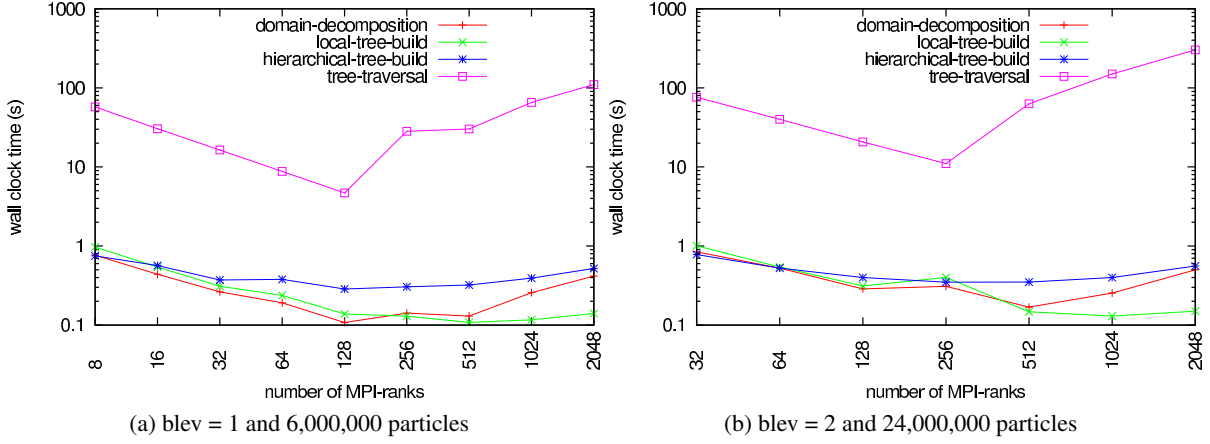 domain-decomposition
local-tree-build
hierarchical-tree-build
tree-traversal
wall clock time (s)
1000
100
10
1
0.1
8 16 32 64 128 256 512 1024 2048
number of MPI-ranks
(a) blev = 1 and 6,000,000 particles
domain-decomposition
local-tree-build
hierarchical-tree-build
tree-traversal
wall clock time (s)
1000
100
10
1
0.1
32 64 128 256 512 1024 2048
number of MPI-ranks
(b) blev = 2 and 24,000,000 particles